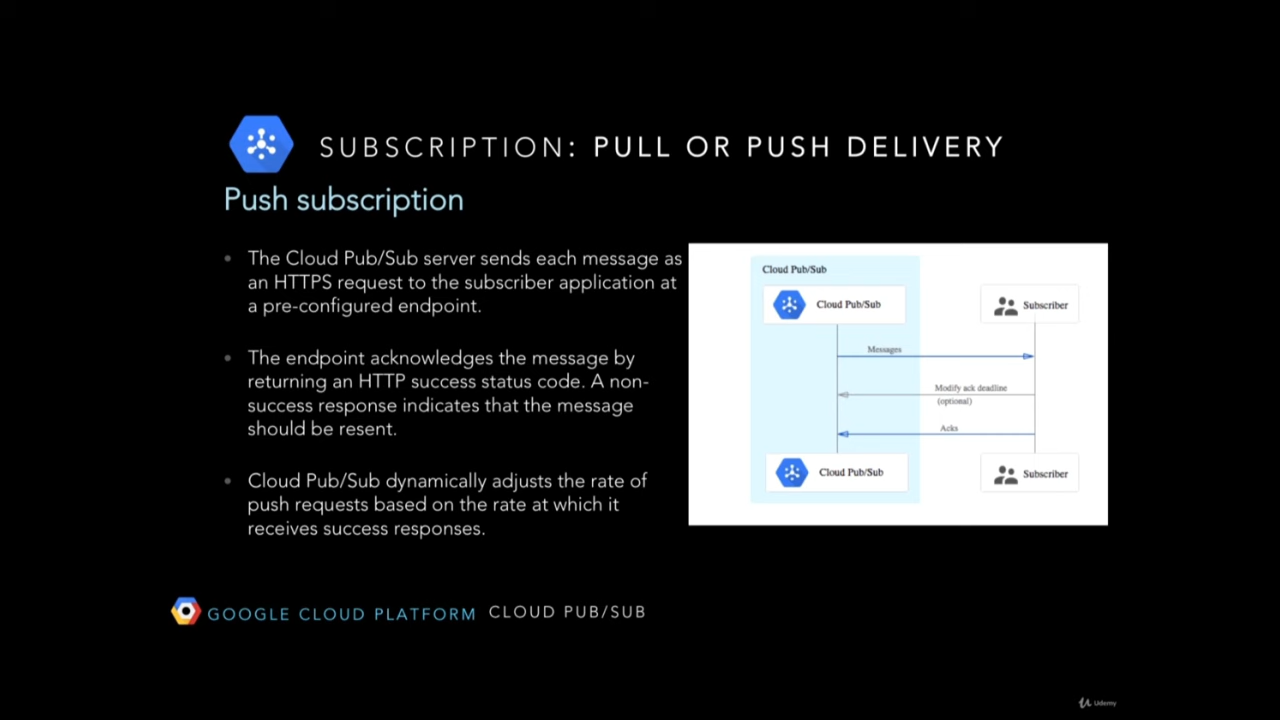 SUBSCRIPTION: PULL OR PUSH DELIVERY
Push subscription
• The Cloud Pub/Sub server sends each message as
an HTTPS request to the subscriber application at
a pre-configured endpoint.
• The endpoint acknowledges the message by
returning an HTTP success status code. A non-
success response indicates that the message
should be resent.
• Cloud Pub/Sub dynamically adjusts the rate of
push requests based on the rate at which it
receives success responses.
Cloud Pub/Sub
Cloud Pub/Sub
Subscriber
Messages
Modify ack deadline
(optional)
Acks
Cloud Pub/Sub
Subscriber
GOOGLE CLOUD PLATFORM CLOUD PUB/SUB
Udemy